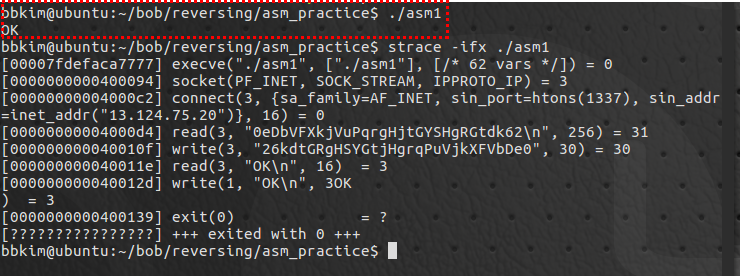 bbkim@ubuntu:~/bob/reversing/asm_practice$ ./asm1
OK
bbkim@ubuntu:~/bob/reversing/asm_practice$ strace -ifx ./asm1
[00007fdefaca7777] execve("./asm1", ["./asm1"], [/* 62 vars */]) = 0
[0000000000400094] socket(PF_INET, SOCK_STREAM, IPPROTO_IP) = 3
[00000000004000c2] connect(3, {sa_family=AF_INET, sin_port=htons(1337), sin_addr
=inet_addr("13.124.75.20")}, 16) = 0
[00000000004000d4] read(3, "0eDbVFXkjVuPqrgHjtGYSHgRGtdk62\n", 256) = 31
[000000000040010f] write(3, "26kdtGRgHSYGtjHgrqPuVjkXFVbDe0", 30) = 30
[000000000040011e] read(3, "OK\n", 16)  = 3
[000000000040012d] write(1, "OK\n", 3OK
)  = 3
[0000000000400139] exit(0)                 = ?
[????????????????] +++ exited with 0 +++
bbkim@ubuntu:~/bob/reversing/asm_practice$